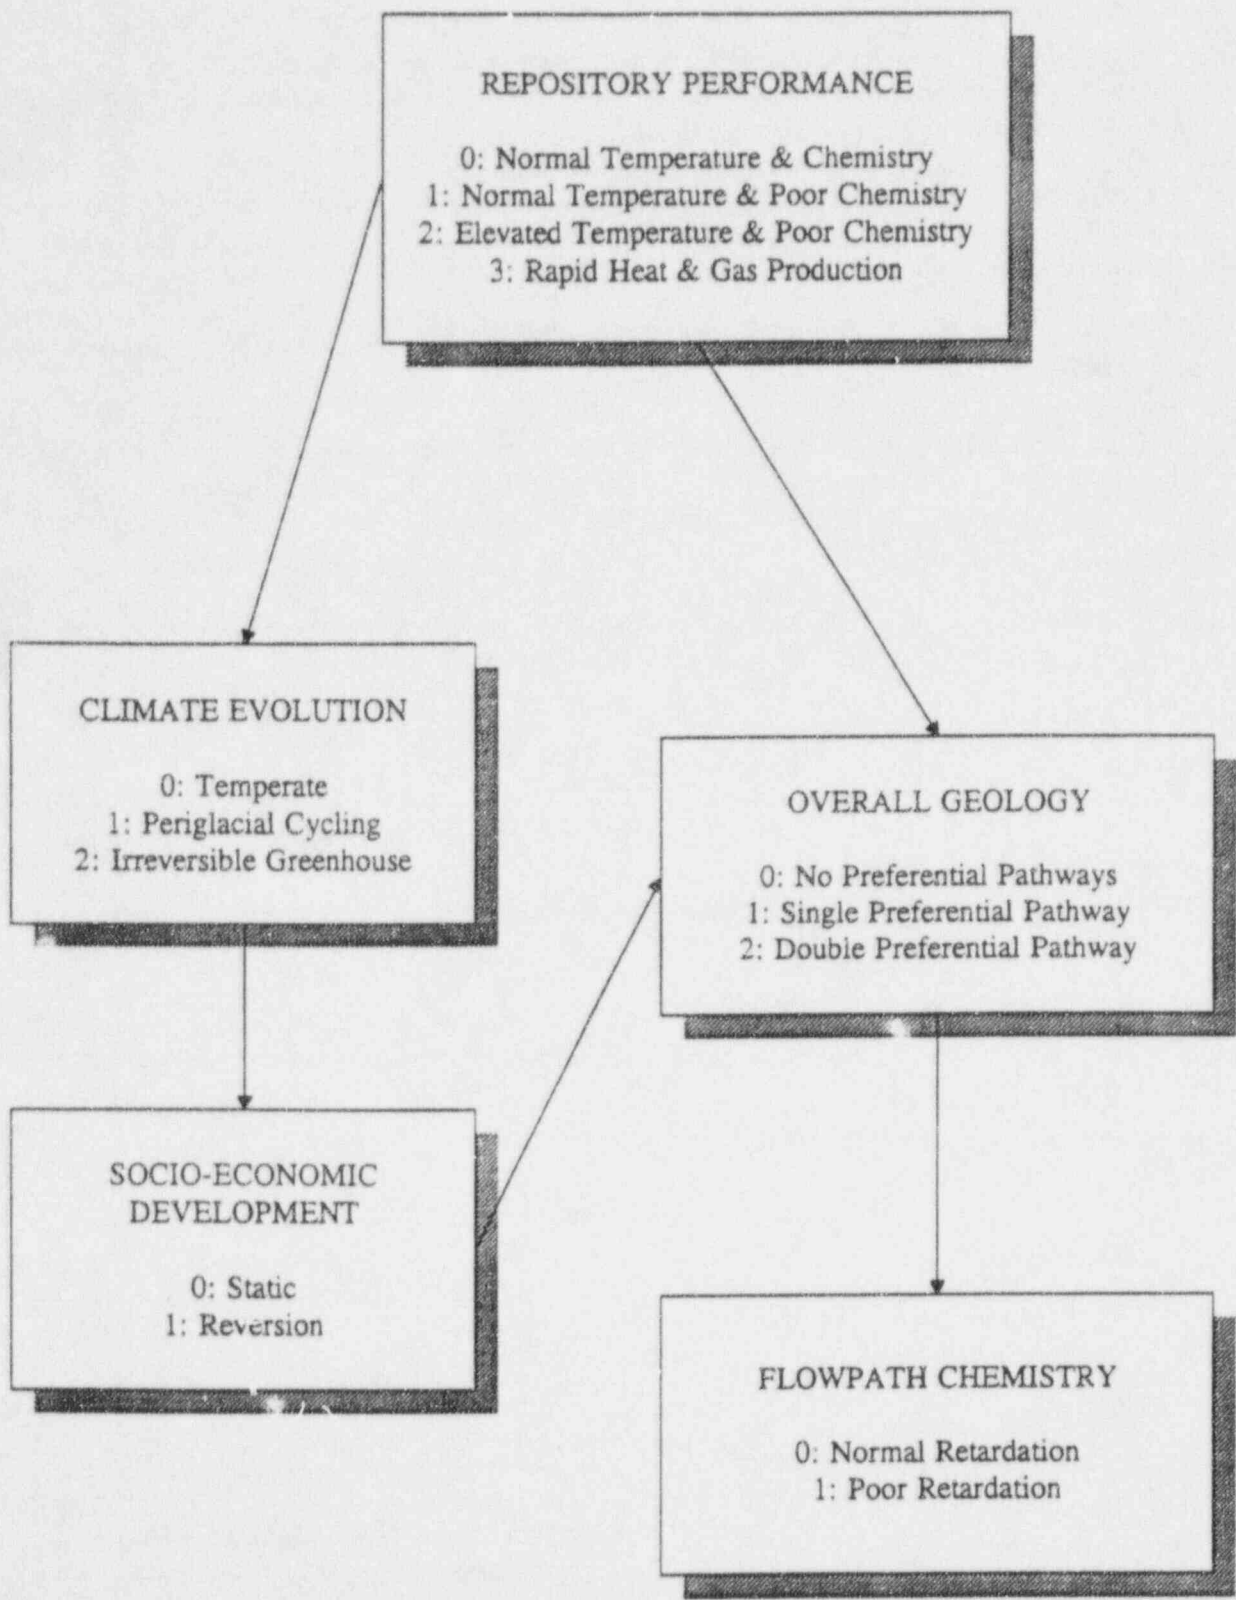 REPOSITORY PERFORMANCE
0: Normal Temperature & Chemistry
1: Normal Temperature & Poor Chemistry
2: Elevated Temperature & Poor Chemistry
3: Rapid Heat & Gas Production
CLIMATE EVOLUTION
0: Temperate
1: Periglacial Cycling
2: Irreversible Greenhouse
OVERALL GEOLOGY
0: No Preferential Pathways
1: Single Preferential Pathway
2: Double Preferential Pathway
SOCIO-ECONOMIC
DEVELOPMENT
0: Static
1: Reversion
FLOWPATH CHEMISTRY
0: Normal Retardation
1: Poor Retardation